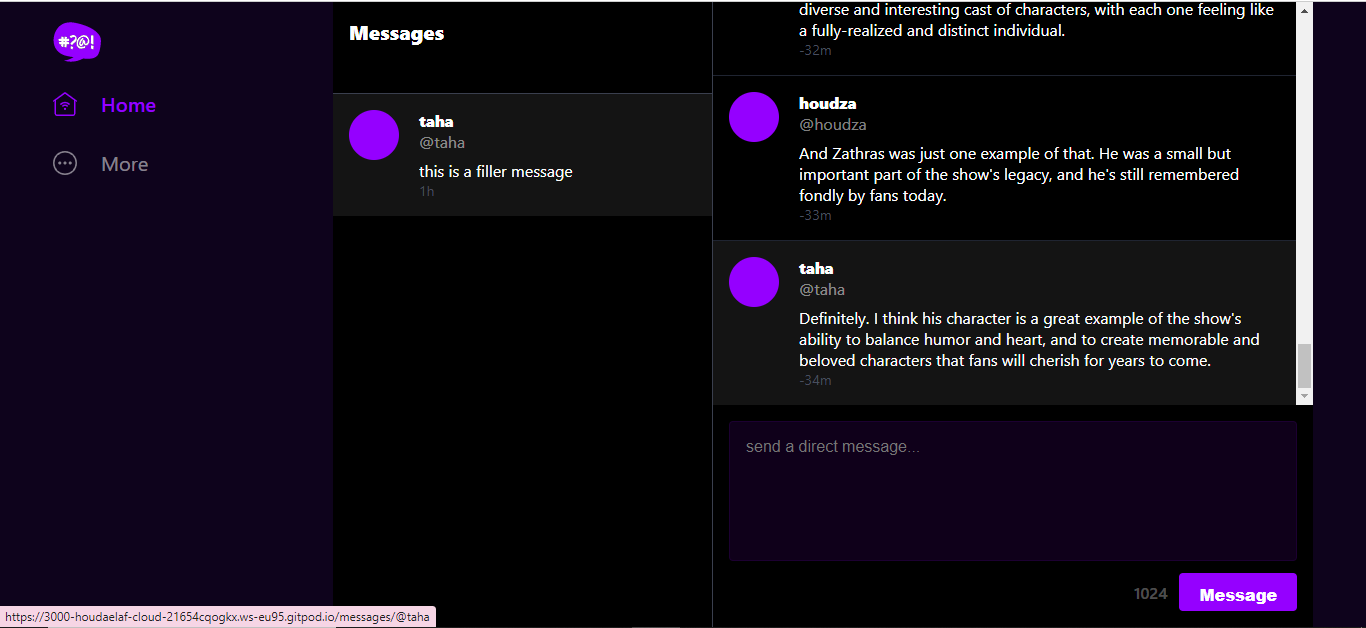 #?@!
Home
More
Messages
taha
@taha
this is a filler message
1h
diverse and interesting cast of characters, with each one feeling like
a fully-realized and distinct individual.
-32m
houdza
@houdza
And Zathras was just one example of that. He was a small but
important part of the show's legacy, and he's still remembered
fondly by fans today.
-33m
taha
@taha
Definitely. I think his character is a great example of the show's
ability to balance humor and heart, and to create memorable and
beloved characters that fans will cherish for years to come.
-34m
send a direct message...
1024
Message
https://3000-houdaelaf-cloud-21654cqogkx.ws-eu95.gitpod.io/messages/@taha